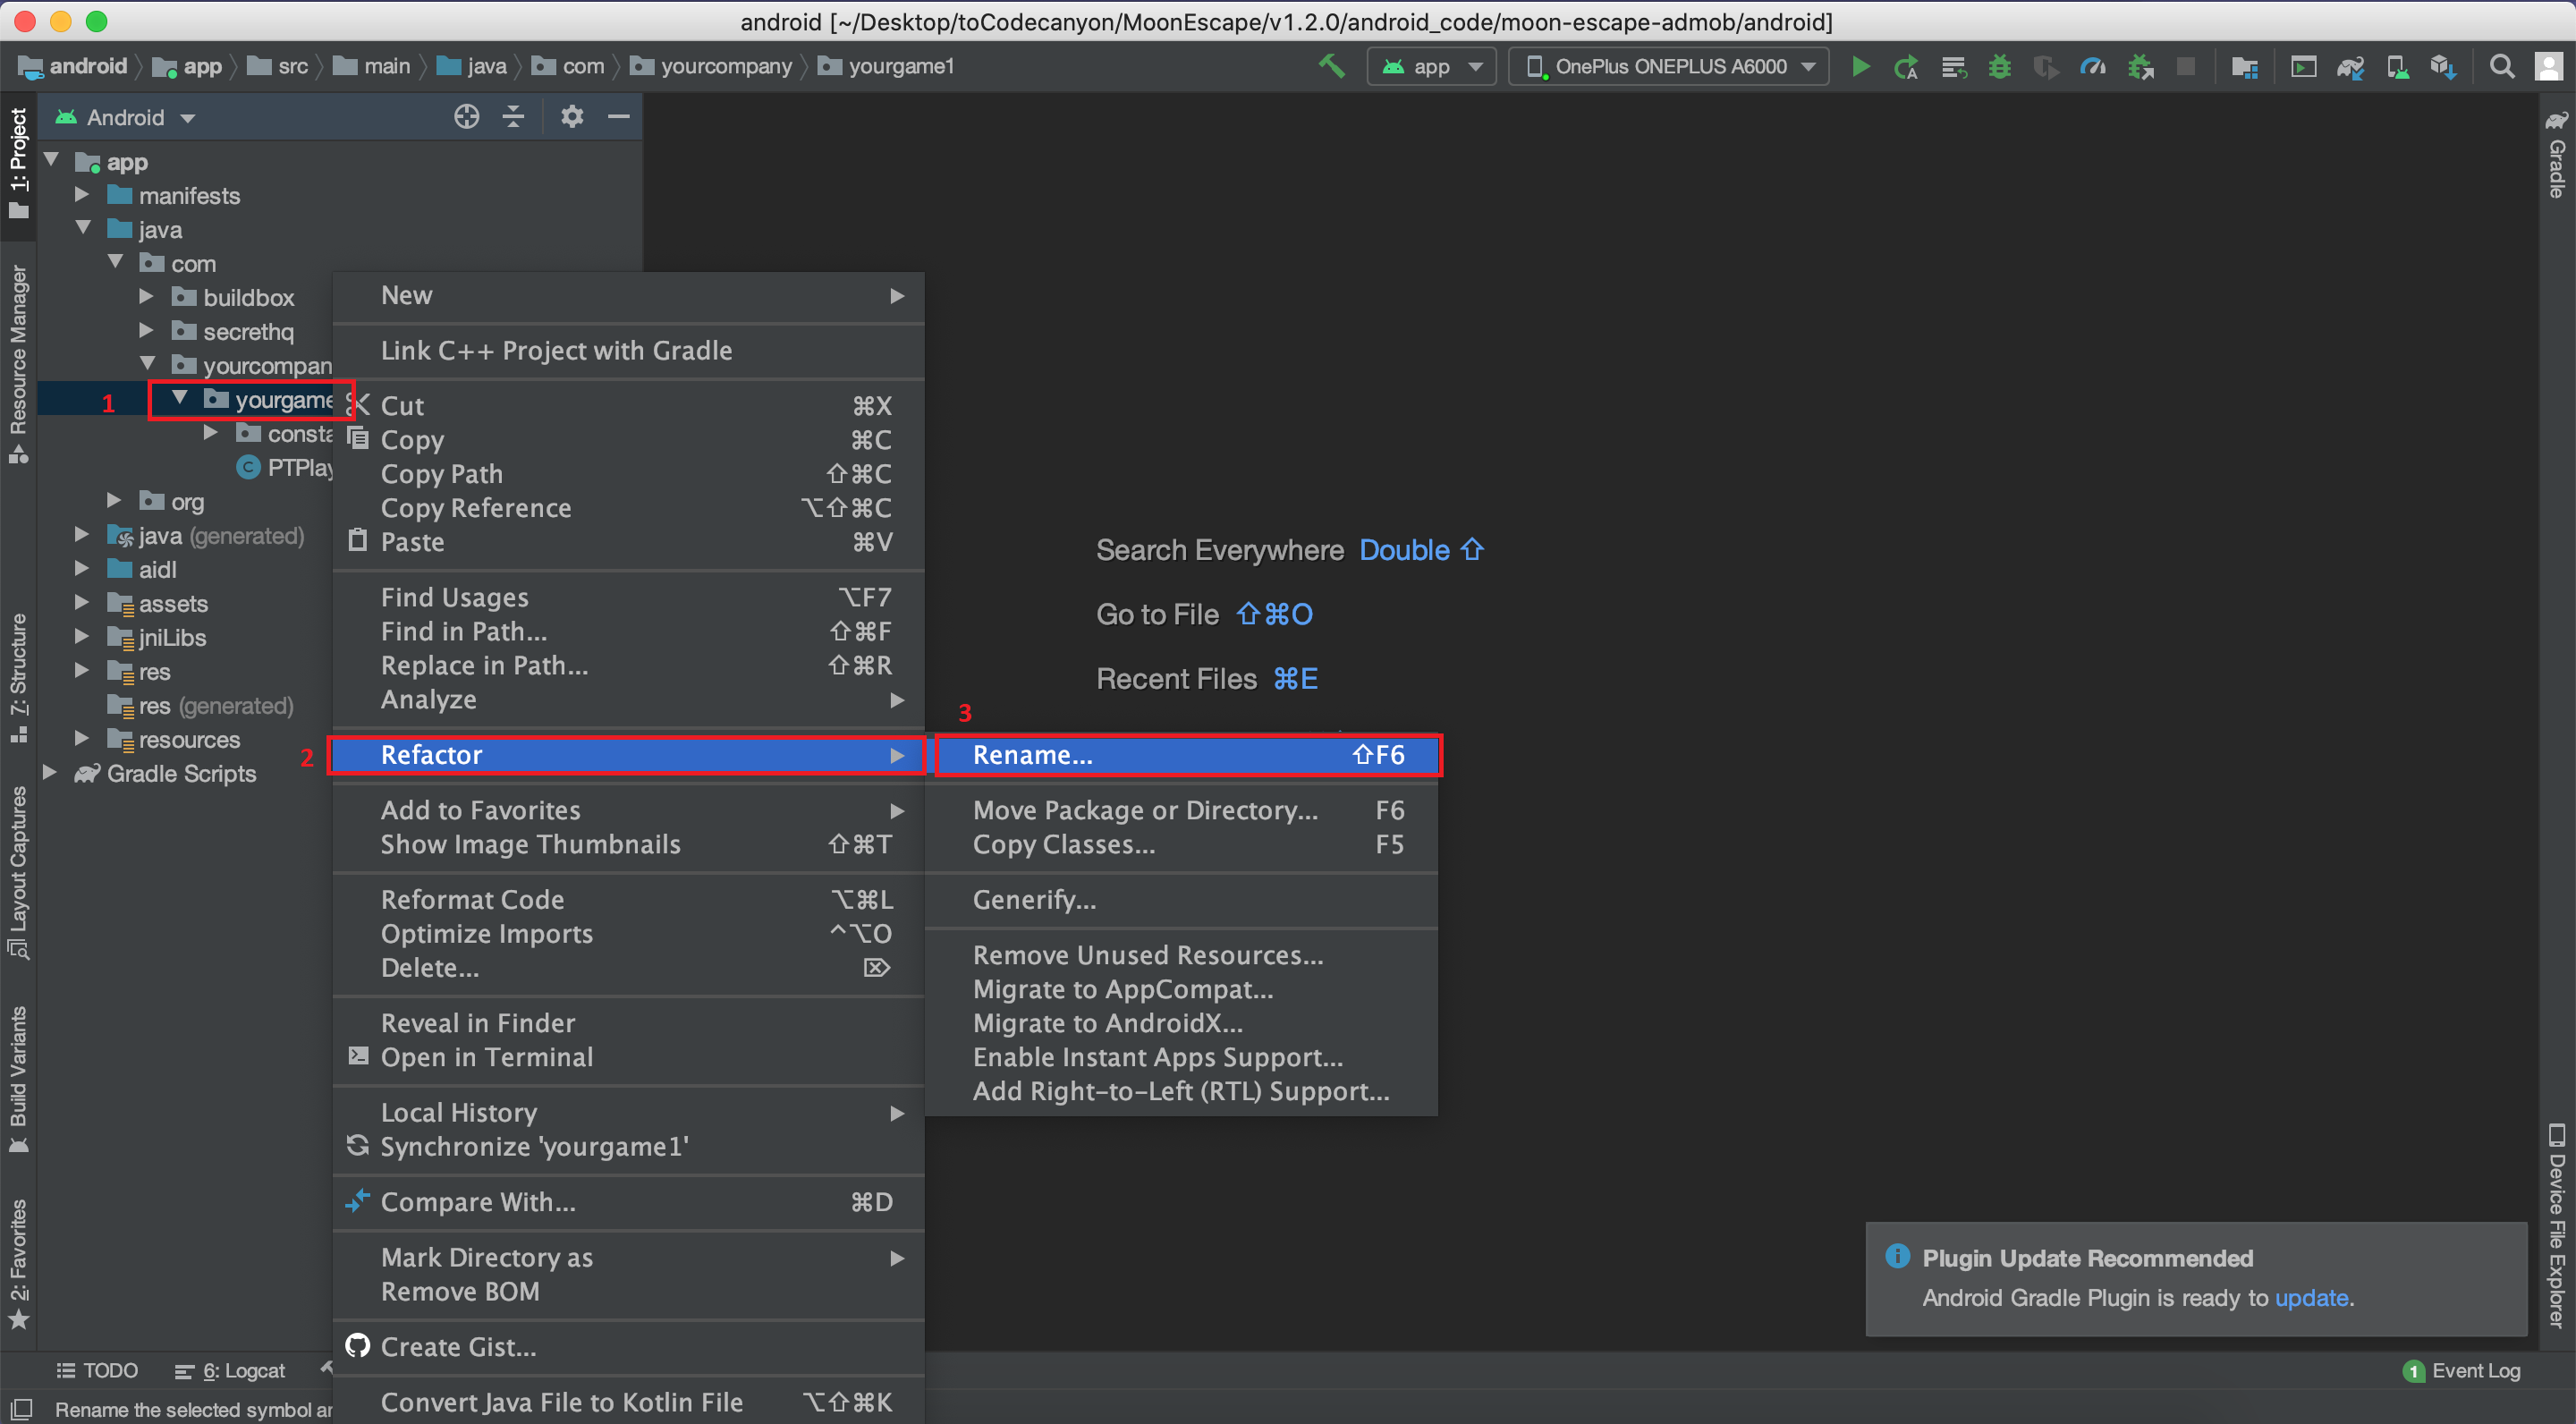 android [~/Desktop/toCodecanyon/MoonEscape/v1.2.0/android_code/moon-escape-admob/android]
android app src main java com yourcompany yourgame1 app OnePlus ONEPLUS A6000
1: Project
Resource Manager
7: Structure
Layout Captures
Build Variants
2: Favorites
Android
app
manifests
java
com
buildbox
secrethq
yourcompan
1 yourgame
consta
PTPlay
org
java (generated)
aidl
assets
jniLibs
res
res (generated)
resources
Gradle Scripts
New
Link C++ Project with Gradle
Cut ⌘X
Copy ⌘C
Copy Path ⇧⌘C
Copy Reference ⌥⇧⌘C
Paste ⌘V
Find Usages ⌥F7
Find in Path... ⇧⌘F
Replace in Path... ⇧⌘R
Analyze
2 Refactor
Add to Favorites
Show Image Thumbnails ⇧⌘T
Reformat Code ⌥⌘L
Optimize Imports ^⌥O
Delete... ⌦
Reveal in Finder
Open in Terminal
Local History
Synchronize 'yourgame1'
Compare With... ⌘D
Mark Directory as
Remove BOM
Create Gist...
Convert Java File to Kotlin File ⌥⇧⌘K
3
Rename... ⇧F6
Move Package or Directory... F6
Copy Classes... F5
Generify...
Remove Unused Resources...
Migrate to AppCompat...
Migrate to AndroidX...
Enable Instant Apps Support...
Add Right-to-Left (RTL) Support...
Search Everywhere Double ⇧
Go to File ⇧⌘O
Recent Files ⌘E
Gradle
Device File Explorer
Plugin Update Recommended
Android Gradle Plugin is ready to update.
TODO 6: Logcat
1 Event Log
Rename the selected symbol ar